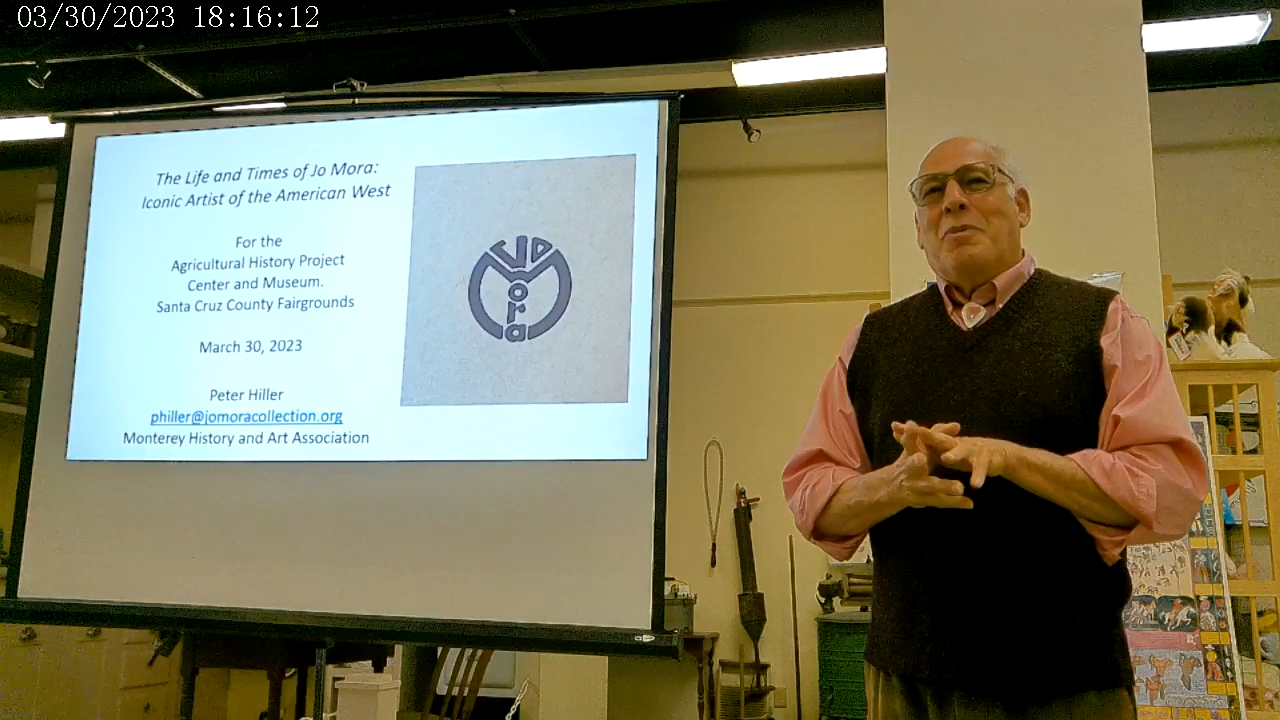 03/30/2023 18:16:12
The Life and Times of Jo Mora:
Iconic Artist of the American West
For the
Agricultural History Project
Center and Museum.
Santa Cruz County Fairgrounds
March 30, 2023
Peter Hiller
philler@jomoracollection.org
Monterey History and Art Association
Jo
Mora